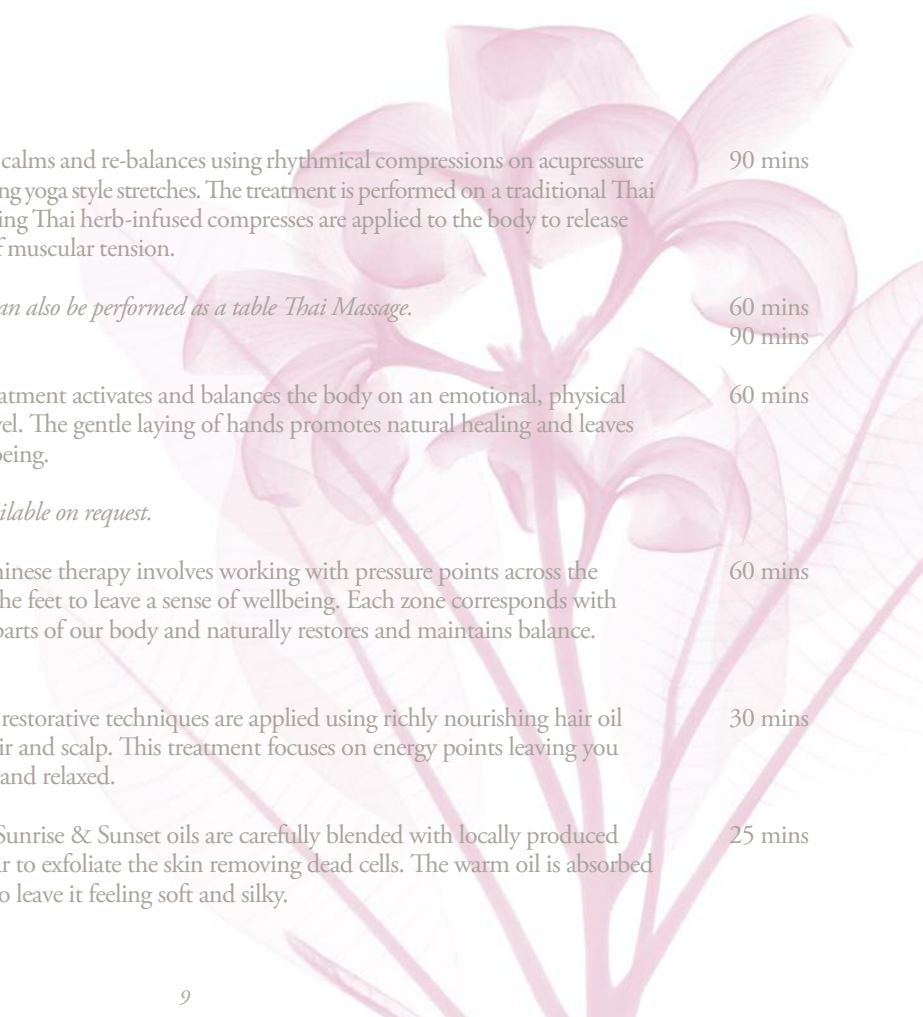 calms and re-balances using rhythmical compressions on acupressure 90 mins
ng yoga style stretches. The treatment is performed on a traditional Thai
ing Thai herb-infused compresses are applied to the body to release
f muscular tension.
an also be performed as a table Thai Massage. 60 mins
90 mins
atment activates and balances the body on an emotional, physical 60 mins
vel. The gentle laying of hands promotes natural healing and leaves
being.
ilable on request.
hinese therapy involves working with pressure points across the 60 mins
he feet to leave a sense of wellbeing. Each zone corresponds with
parts of our body and naturally restores and maintains balance.
restorative techniques are applied using richly nourishing hair oil 30 mins
ir and scalp. This treatment focuses on energy points leaving you
and relaxed.
Sunrise & Sunset oils are carefully blended with locally produced 25 mins
ar to exfoliate the skin removing dead cells. The warm oil is absorbed
o leave it feeling soft and silky.
9